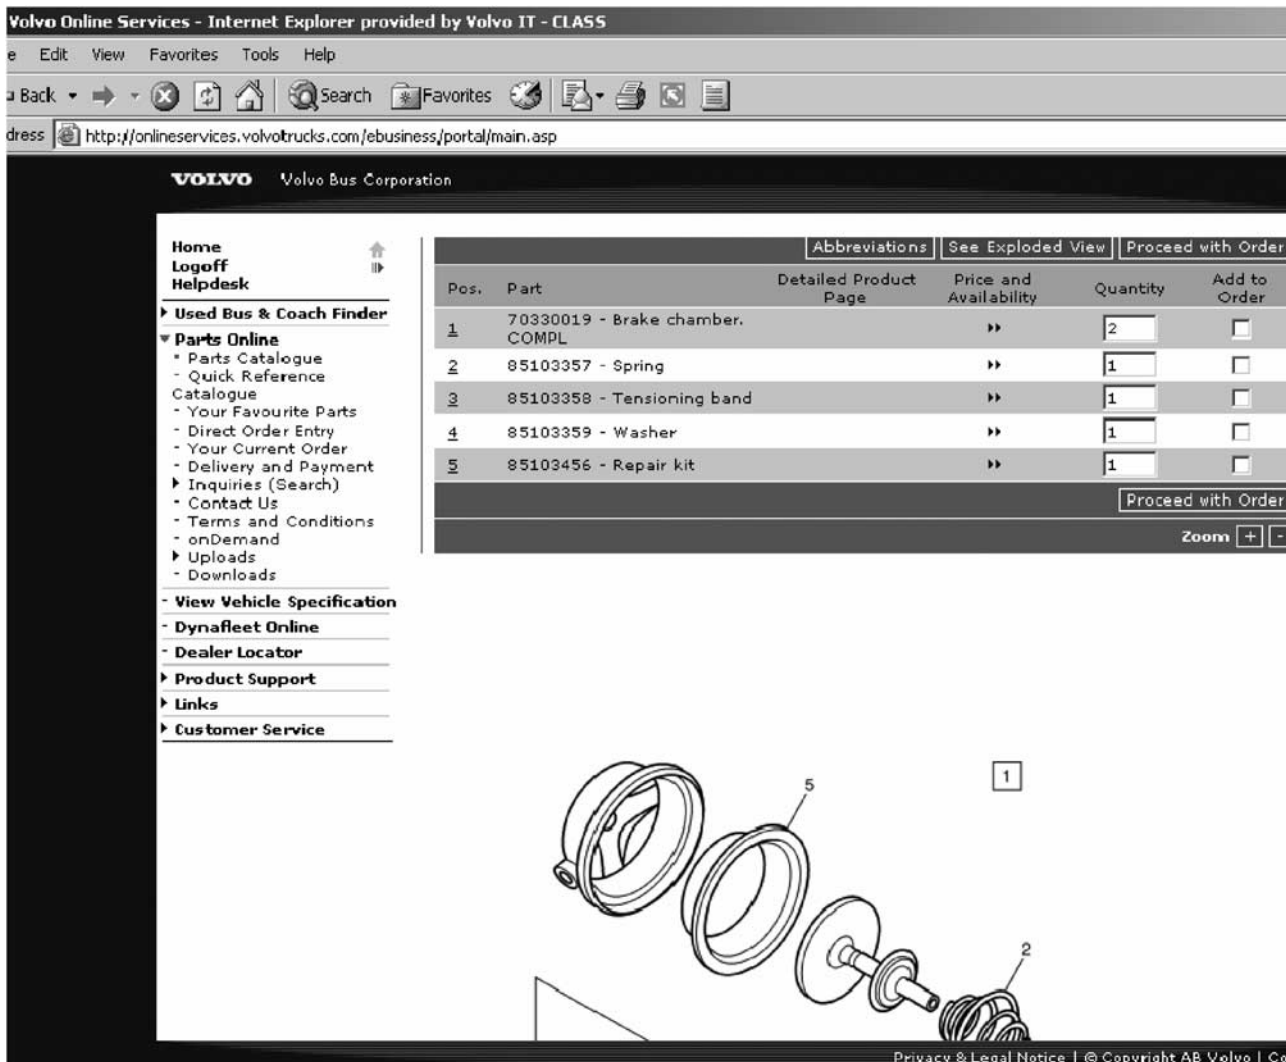 Volvo Online Services - Internet Explorer provided by Volvo IT - CLASS
e Edit View Favorites Tools Help
Back Search Favorites
dress http://onlineservices.volvotrucks.com/ebusiness/portal/main.asp
VOLVO Volvo Bus Corporation
Home
Logoff
Helpdesk
Used Bus & Coach Finder
Parts Online
Parts Catalogue
- Quick Reference
Catalogue
- Your Favourite Parts
- Direct Order Entry
- Your Current Order
- Delivery and Payment
Inquiries (Search)
- Contact Us
- Terms and Conditions
- onDemand
Uploads
- Downloads
- View Vehicle Specification
- Dynafleet Online
- Dealer Locator
Product Support
Links
Customer Service
Abbreviations See Exploded View Proceed with Order
Pos. Part Detailed Product Page Price and Availability Quantity Add to Order
1 70330019 - Brake chamber. COMPL 2
2 85103357 - Spring 1
3 85103358 - Tensioning band 1
4 85103359 - Washer 1
5 85103456 - Repair kit 1
Proceed with Order
Zoom + -
1
5
2
Privacy & Legal Notice | © Copyright AB Volvo |